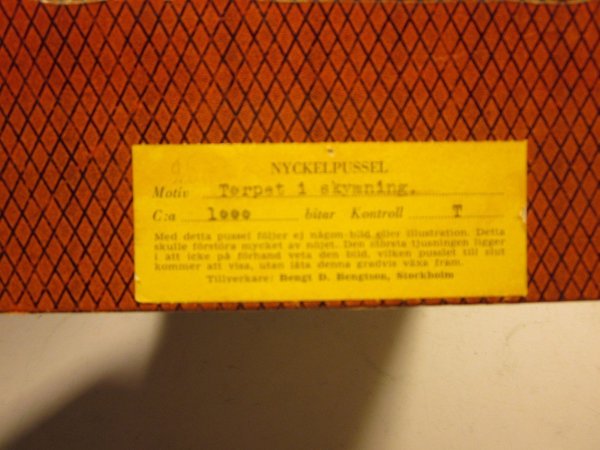 NYCKELPUSSEL
Motiv Torpet i skymning.
C:a 1000 bitar Kontroll T
Med detta pussel följer ej någon bild eller illustration. Detta
skulle förstöra mycket av nöjet. Den största tjusningen ligger
i att icke på förhand veta den bild, vilken pusslet till slut
kommer att visa, utan låta denna gradvis växa fram.
Tillverkare: Bengt D. Bengtson, Stockholm